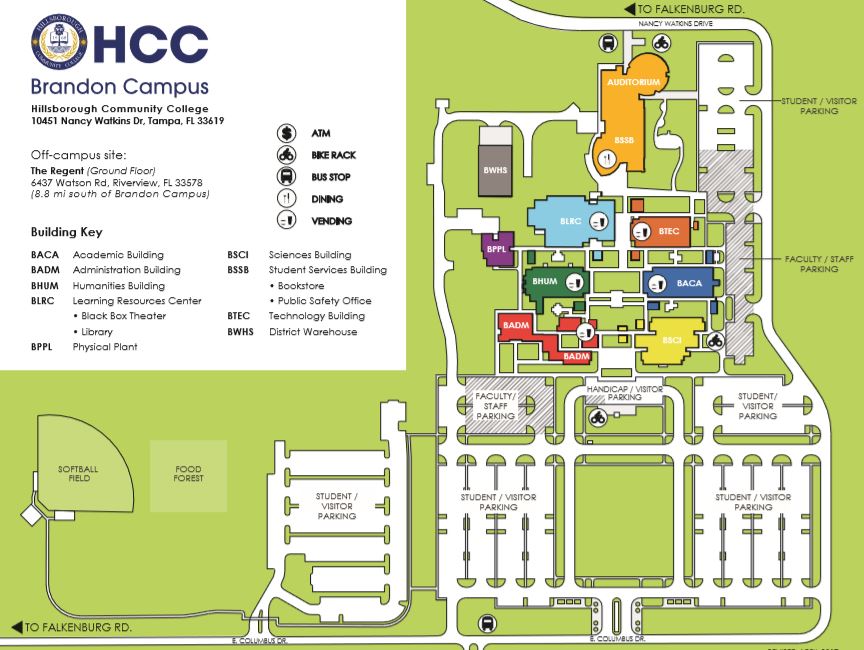 HILLSBOROUGH
COMMUNITY COLLEGE
HCC
Brandon Campus
Hillsborough Community College
10451 Nancy Watkins Dr, Tampa, FL 33619
Off-campus site:
The Regent (Ground Floor)
6437 Watson Rd, Riverview, FL 33578
(8.8 mi south of Brandon Campus)
$ ATM
BIKE RACK
BUS STOP
DINING
VENDING
Building Key
BACA Academic Building
BADM Administration Building
BHUM Humanities Building
BLRC Learning Resources Center
• Black Box Theater
• Library
BPPL Physical Plant
BSCI Sciences Building
BSSB Student Services Building
• Bookstore
• Public Safety Office
BTEC Technology Building
BWHS District Warehouse
TO FALKENBURG RD.
NANCY WATKINS DRIVE
AUDITORIUM
STUDENT / VISITOR
PARKING
BSSB
BWHS
BLRC
BTEC
BPPL
FACULTY / STAFF
PARKING
BHUM
BACA
BADM
BSCI
BADM
HANDICAP / VISITOR
PARKING
FACULTY/
STAFF
PARKING
STUDENT/
VISITOR
PARKING
SOFTBALL
FIELD
FOOD
FOREST
STUDENT /
VISITOR
PARKING
STUDENT / VISITOR
PARKING
STUDENT / VISITOR
PARKING
TO FALKENBURG RD.
E. COLUMBUS DR.
E. COLUMBUS DR.